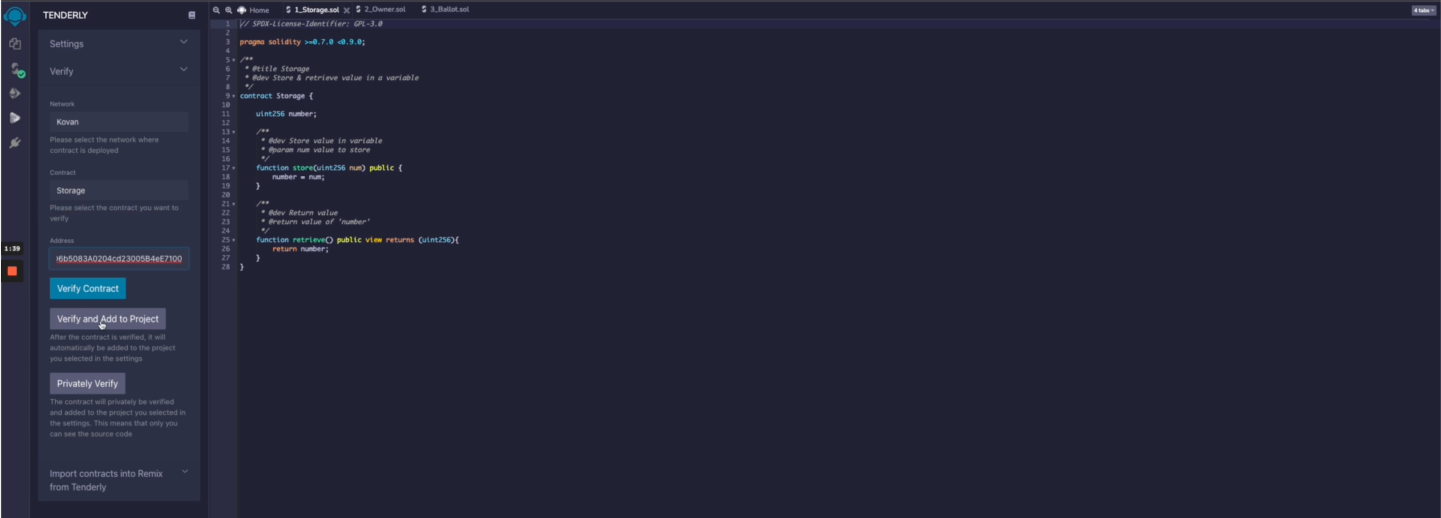 TENDERLY
Settings
Verify
Network
Kovan
Please select the network where
contract is deployed
Contract
Storage
Please select the contract you want to
verify
Address
6b5083A0204cd23005B4eE7100
Verify Contract
Verify and Add to Project
After the contract is verified, it will
automatically be added to the project
you selected in the settings
Privately Verify
The contract will privately be verified
and added to the project you selected in
the settings. This means that only you
can see the source code
Import contracts into Remix
from Tenderly
1:39
Home 1_Storage.sol 2_Owner.sol 3_Ballot.sol 4 tabs
1 // SPDX-License-Identifier: GPL-3.0
2
3 pragma solidity >=0.7.0 <0.9.0;
4
5 /**
6 * @title Storage
7 * @dev Store & retrieve value in a variable
8 */
9 contract Storage {
10
11 uint256 number;
12
13 /**
14 * @dev Store value in variable
15 * @param num value to store
16 */
17 function store(uint256 num) public {
18 number = num;
19 }
20
21 /**
22 * @dev Return value
23 * @return value of 'number'
24 */
25 function retrieve() public view returns (uint256){
26 return number;
27 }
28 }